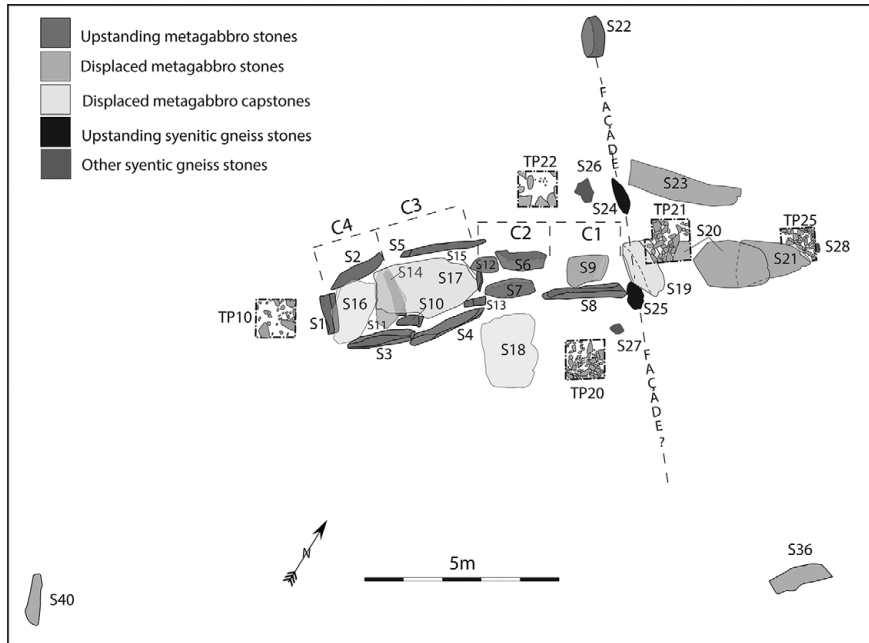 Upstanding metagabbro stones
Displaced metagabbro stones
Displaced metagabbro capstones
Upstanding syenitic gneiss stones
Other syentic gneiss stones
S22
FAÇADE
TP22
S26
S23
S24
TP21
S20
TP25
S28
S21
C4
C3
C2
C1
S2
S5
S15
S12
S6
S9
S14
S17
S7
S8
S19
S25
S16
S10
S13
S11
TP10
S1
S3
S4
S18
S27
TP20
FAÇADE ?
N
5m
S36
S40